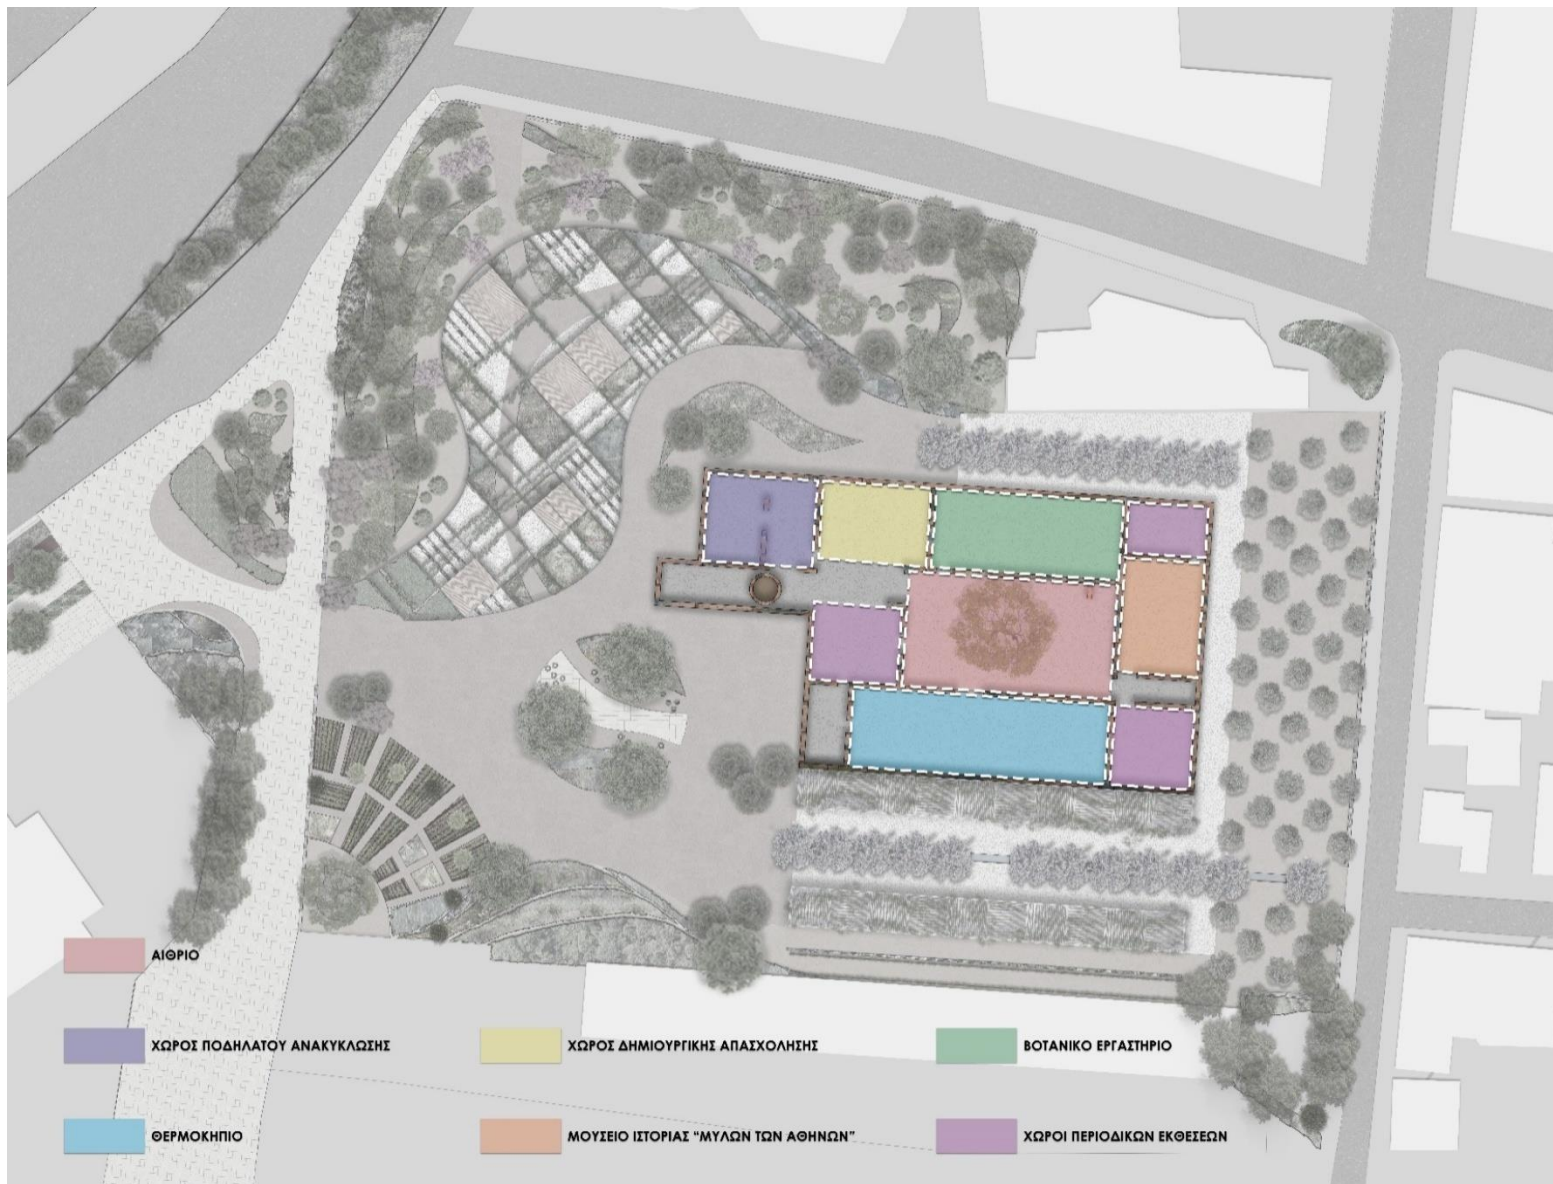 ΑΙΘΡΙΟ
ΧΩΡΟΣ ΠΟΔΗΛΑΤΟΥ ΑΝΑΚΥΚΛΩΣΗΣ
ΧΩΡΟΣ ΔΗΜΙΟΥΡΓΙΚΗΣ ΑΠΑΣΧΟΛΗΣΗΣ
ΒΟΤΑΝΙΚΟ ΕΡΓΑΣΤΗΡΙΟ
ΘΕΡΜΟΚΗΠΙΟ
ΜΟΥΣΕΙΟ ΙΣΤΟΡΙΑΣ "ΜΥΛΩΝ ΤΩΝ ΑΘΗΝΩΝ"
ΧΩΡΟΙ ΠΕΡΙΟΔΙΚΩΝ ΕΚΘΕΣΕΩΝ